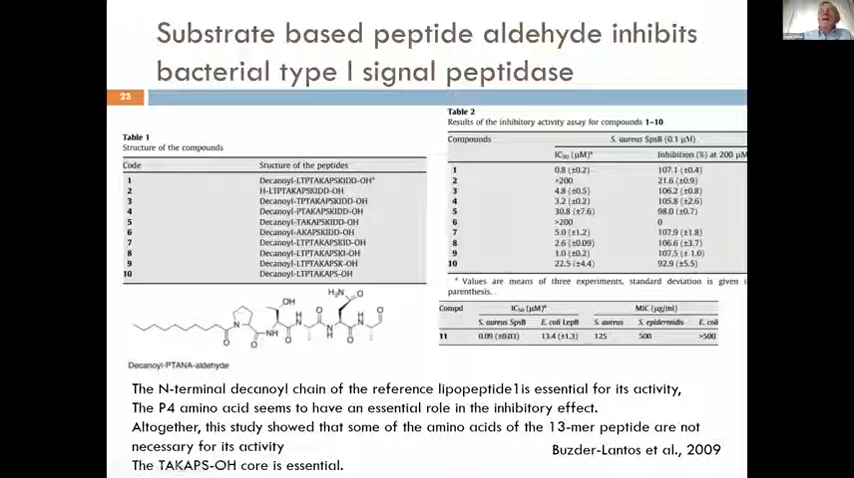 Substrate based peptide aldehyde inhibits
bacterial type I signal peptidase
23
Table 1
Structure of the compounds
Code Stucture of the peptides
1 Decanoyl-LTPTAKAPSKIDD-OHª
2 H-LTPTAKAPSKIDD-OH
3 Decanoyl-TPTAKAPSKIDD-OH
4 Decanoyl-PTAKAPSKIDD-OH
5 Decanoyl-TAKAPSKIDD-OH
6 Decanoyl-AKAPSKIDD-OH
7 Decanoyl-LTPTAKAPSKID-OH
8 Decanoyl-LTPTAKAPSKI-OH
9 Decanoyl-LTPTAKAPSK-OH
10 Decanoyl-LTPTAKAPS-OH
Table 2
Results of the inhibitory activity assay for compounds 1–10
Compounds S. aureus SpsB (0.1 μM)
IC50 (μM)ª Inhibition (%) at 200 μM
1 0.8 (±0.2) 107.1 (±0.4)
2 >200 21.6 (±0.9)
3 4.8 (±0.5) 106.2 (±0.8)
4 3.2 (±0.2) 105.8 (±2.6)
5 30.8 (±7.6) 98.0 (±0.7)
6 >200 0
7 5.0 (±1.2) 107.9 (±1.8)
8 2.6 (±0.09) 106.6 (±3.7)
9 1.0 (±0.2) 107.5 (± 1.0)
10 22.5 (±4.4) 92.9 (±5.5)
ª Values are means of three experiments, standard deviation is given
parenthesis.
Compd IC50 (μM)ª MIC (μg/ml)
S. aureus SpsB E. coli LepB S. aureus S. epidermidis E. coli
11 0.09 (±0.03) 13.4 (±1.3) 125 500 >500
H2N O
OH
O H O H O
N N N
O NH O N H O
Decanoyl-PTANA-aldehyde
The N-terminal decanoyl chain of the reference lipopeptide1is essential for its activity,
The P4 amino acid seems to have an essential role in the inhibitory effect.
Altogether, this study showed that some of the amino acids of the 13-mer peptide are not
necessary for its activity
Buzder-Lantos et al., 2009
The TAKAPS-OH core is essential.